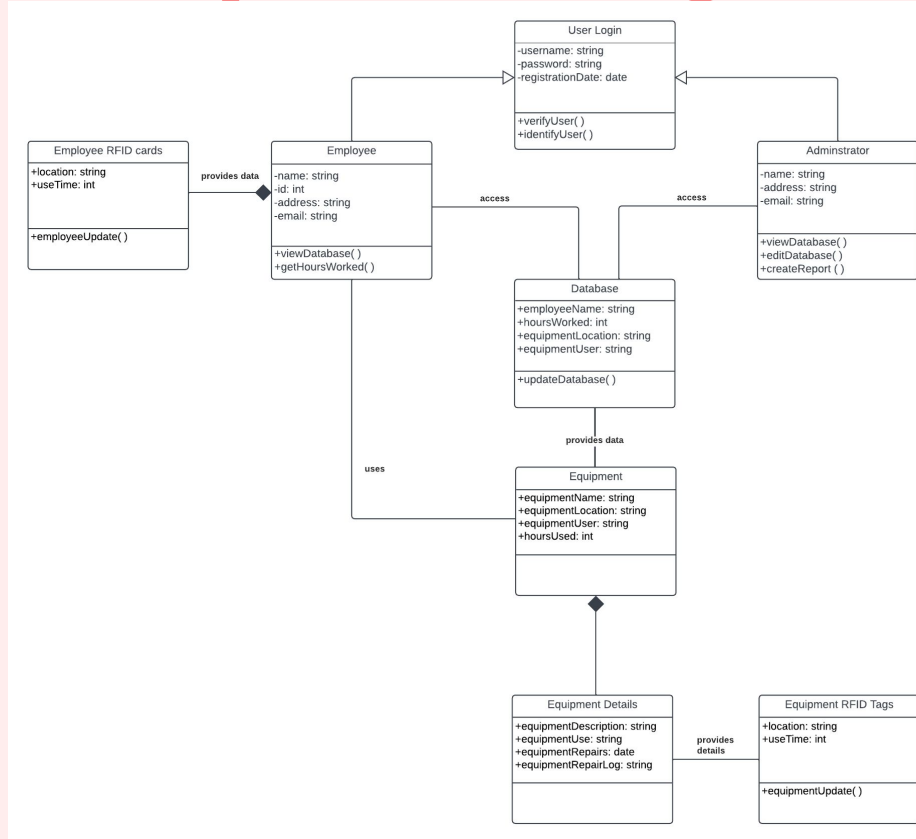 User Login
-username: string
-password: string
-registrationDate: date
+verifyUser( )
+identifyUser( )
Employee RFID cards
+location: string
+useTime: int
+employeeUpdate( )
provides data
Employee
-name: string
-id: int
-address: string
-email: string
+viewDatabase( )
+getHoursWorked( )
access
access
Adminstrator
-name: string
-address: string
-email: string
+viewDatabase( )
+editDatabase( )
+createReport ( )
Database
+employeeName: string
+hoursWorked: int
+equipmentLocation: string
+equipmentUser: string
+updateDatabase( )
provides data
uses
Equipment
+equipmentName: string
+equipmentLocation: string
+equipmentUser: string
+hoursUsed: int
Equipment Details
+equipmentDescription: string
+equipmentUse: string
+equipmentRepairs: date
+equipmentRepairLog: string
provides
details
Equipment RFID Tags
+location: string
+useTime: int
+equipmentUpdate( )